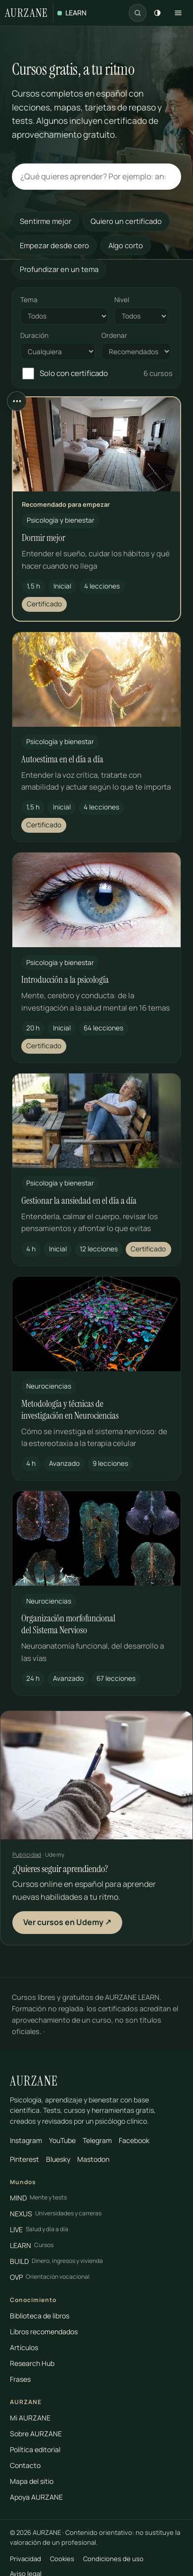 AURZANE
LEARN
Cursos gratis, a tu ritmo
Cursos completos en español con
lecciones, mapas, tarjetas de repaso y
tests. Algunos incluyen certificado de
aprovechamiento gratuito.
¿Qué quieres aprender? Por ejemplo: an:
Sentirme mejor
Quiero un certificado
Empezar desde cero
Algo corto
Profundizar en un tema
Tema
Nivel
Todos
Todos
Duración
Ordenar
Cualquiera
Recomendados
Solo con certificado
6 cursos
Recomendado para empezar
Psicología y bienestar
Dormir mejor
Entender el sueño, cuidar los hábitos y qué
hacer cuando no llega
1,5 h
Inicial
4 lecciones
Certificado
Psicología y bienestar
Autoestima en el día a día
Entender la voz crítica, tratarte con
amabilidad y actuar según lo que te importa
1,5 h
Inicial
4 lecciones
Certificado
Psicología y bienestar
Introducción a la psicología
Mente, cerebro y conducta: de la
investigación a la salud mental en 16 temas
20 h
Inicial
64 lecciones
Certificado
Psicología y bienestar
Gestionar la ansiedad en el día a día
Entenderla, calmar el cuerpo, revisar los
pensamientos y afrontar lo que evitas
4 h
Inicial
12 lecciones
Certificado
Neurociencias
Metodología y técnicas de
investigación en Neurociencias
Cómo se investiga el sistema nervioso: de
la estereotaxia a la terapia celular
4 h
Avanzado
9 lecciones
Neurociencias
Organización morfofuncional
del Sistema Nervioso
Neuroanatomía funcional, del desarrollo a
las vías
24 h
Avanzado
67 lecciones
Publicidad · Udemy
¿Quieres seguir aprendiendo?
Cursos online en español para aprender
nuevas habilidades a tu ritmo.
Ver cursos en Udemy ↗
Cursos libres y gratuitos de AURZANE LEARN.
Formación no reglada: los certificados acreditan el
aprovechamiento de un curso, no son títulos
oficiales. ·
AURZANE
Psicología, aprendizaje y bienestar con base
científica. Tests, cursos y herramientas gratis,
creados y revisados por un psicólogo clínico.
Instagram YouTube Telegram Facebook
Pinterest Bluesky Mastodon
Mundos
MIND Mente y tests
NEXUS Universidades y carreras
LIVE Salud y día a día
LEARN Cursos
BUILD Dinero, ingresos y vivienda
OVP Orientación vocacional
Conocimiento
Biblioteca de libros
Libros recomendados
Artículos
Research Hub
Frases
AURZANE
Mi AURZANE
Sobre AURZANE
Política editorial
Contacto
Mapa del sitio
Apoya AURZANE
© 2026 AURZANE · Contenido orientativo: no sustituye la
valoración de un profesional.
Privacidad Cookies Condiciones de uso
Aviso legal